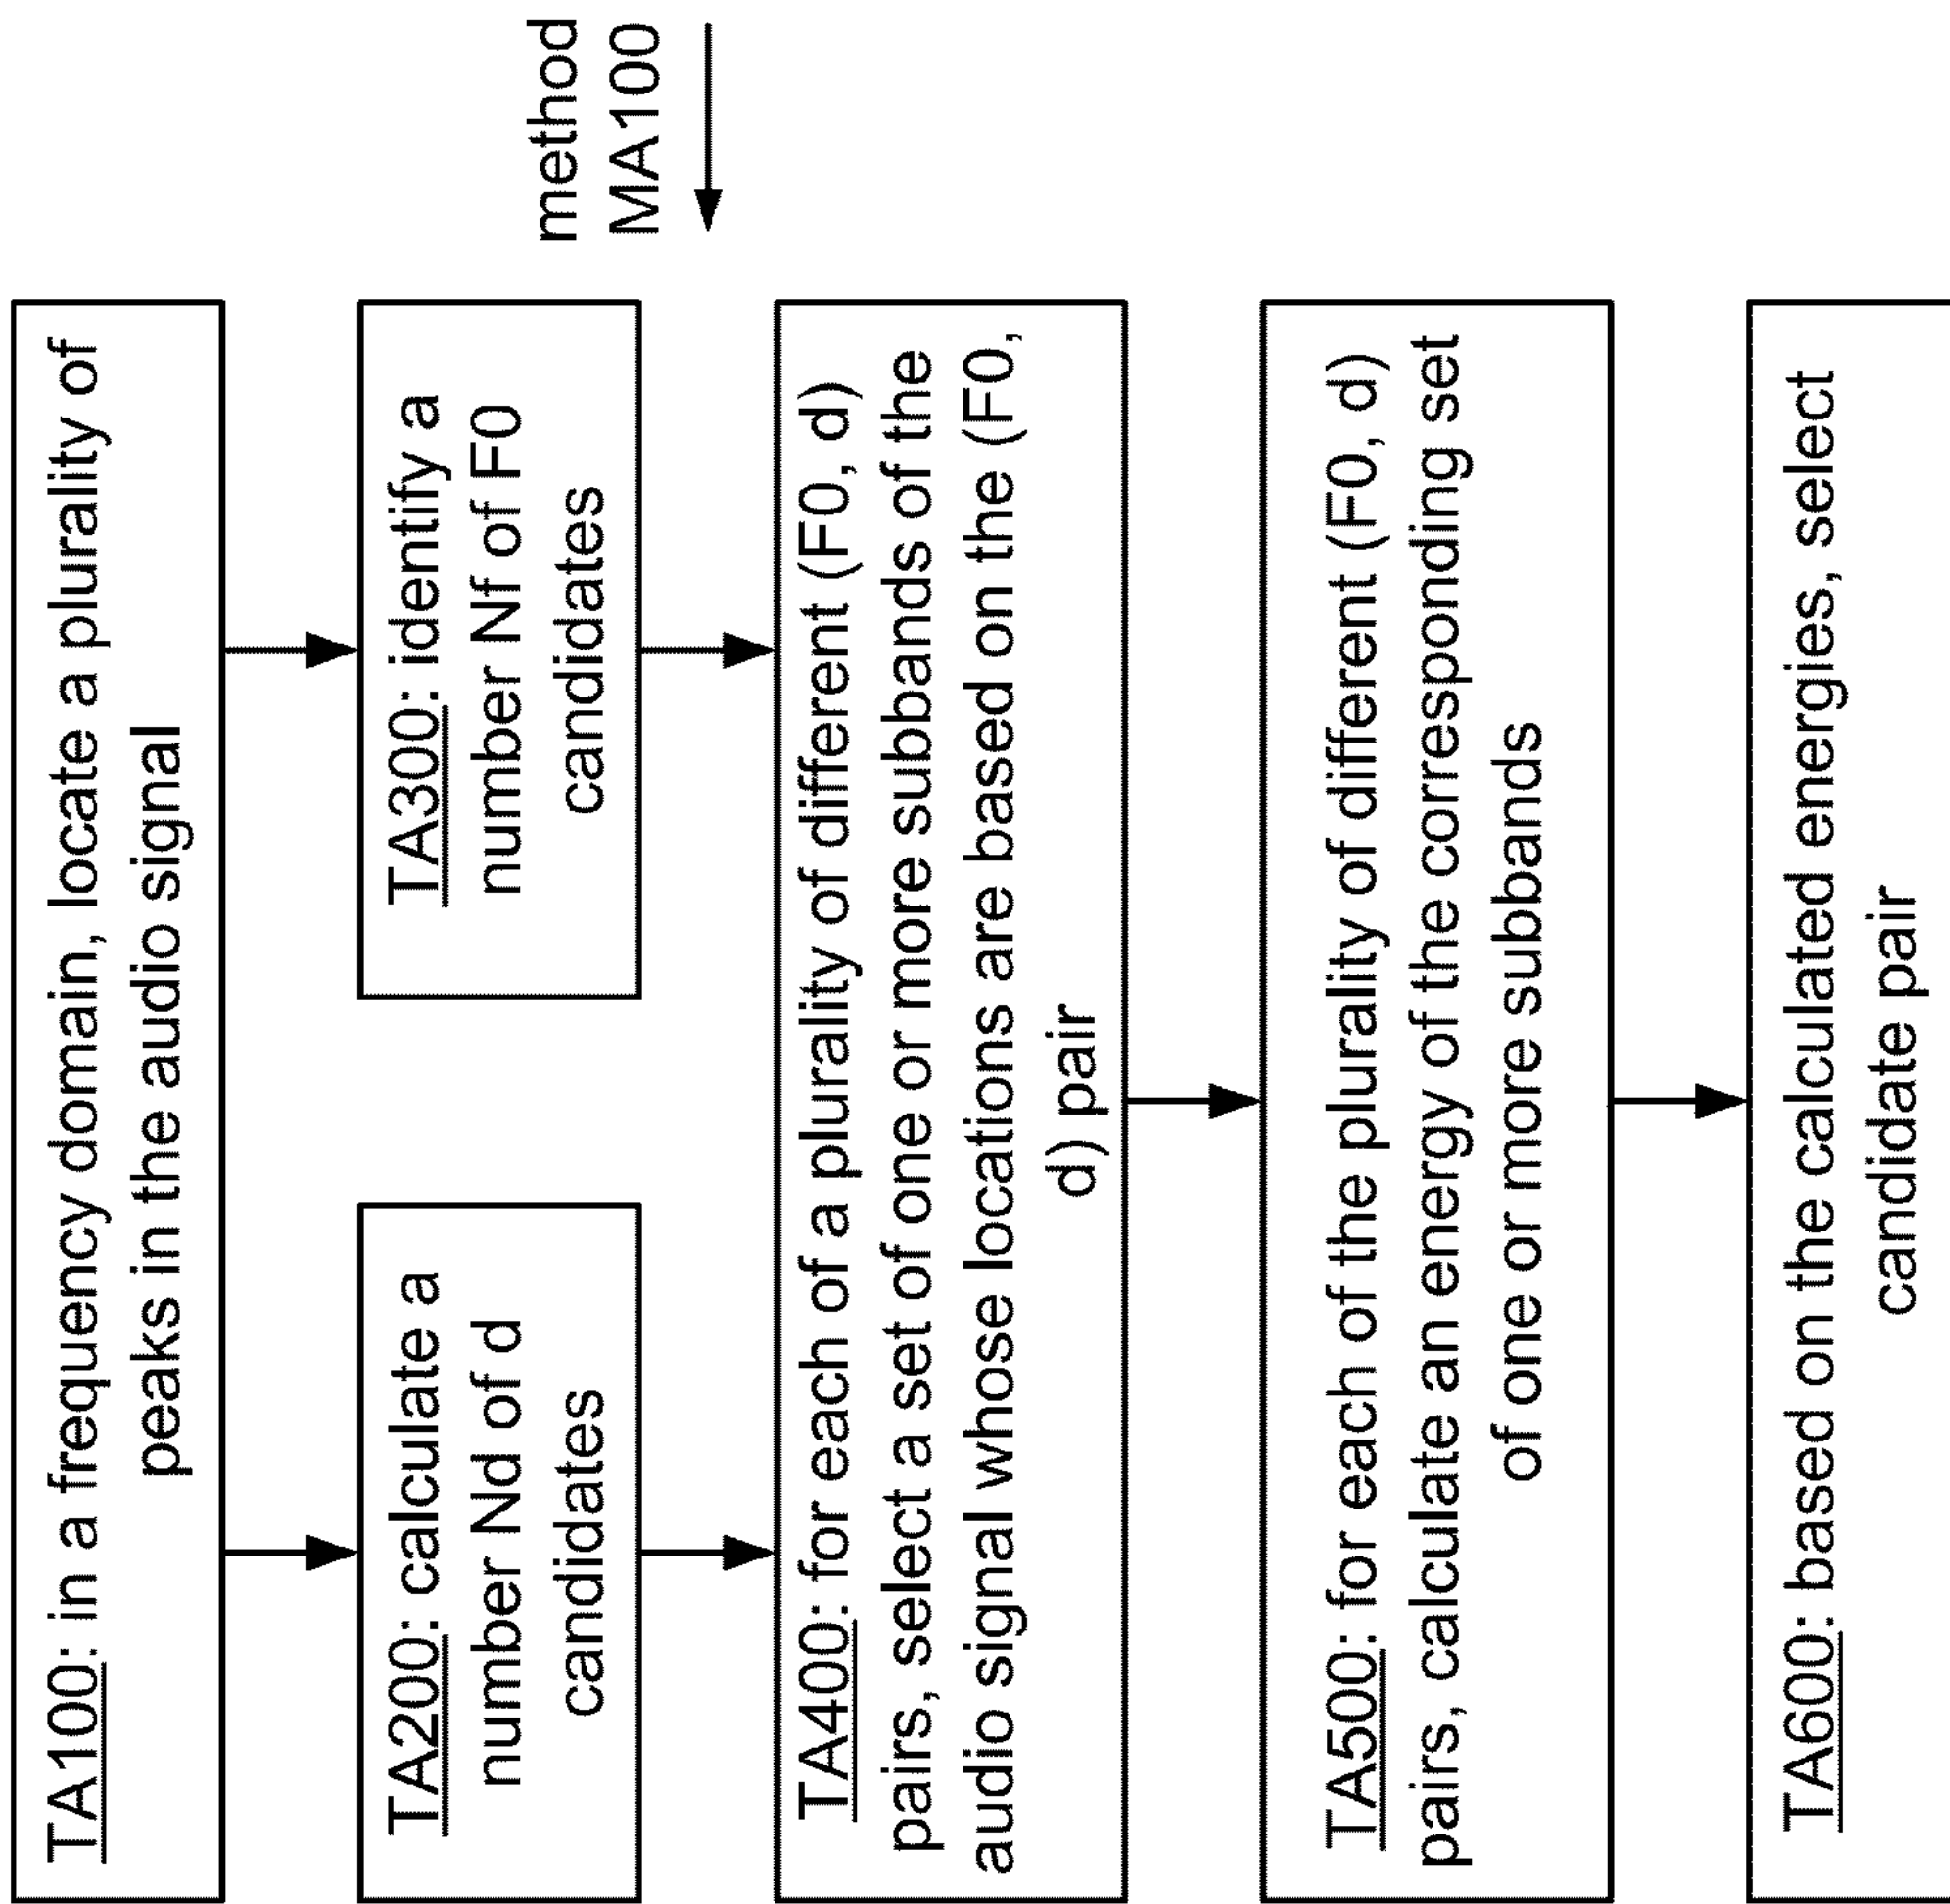 TA100: in a frequency domain, locate a plurality of
peaks in the audio signal
TA200: calculate a
number Nd of d
candidates
TA300: identify a
number Nf of F0
candidates
method
MA100
TA400: for each of a plurality of different (F0, d)
pairs, select a set of one or more subbands of the
audio signal whose locations are based on the (F0,
d) pair
TA500: for each of the plurality of different (F0, d)
pairs, calculate an energy of the corresponding set
of one or more subbands
TA600: based on the calculated energies, select
candidate pair